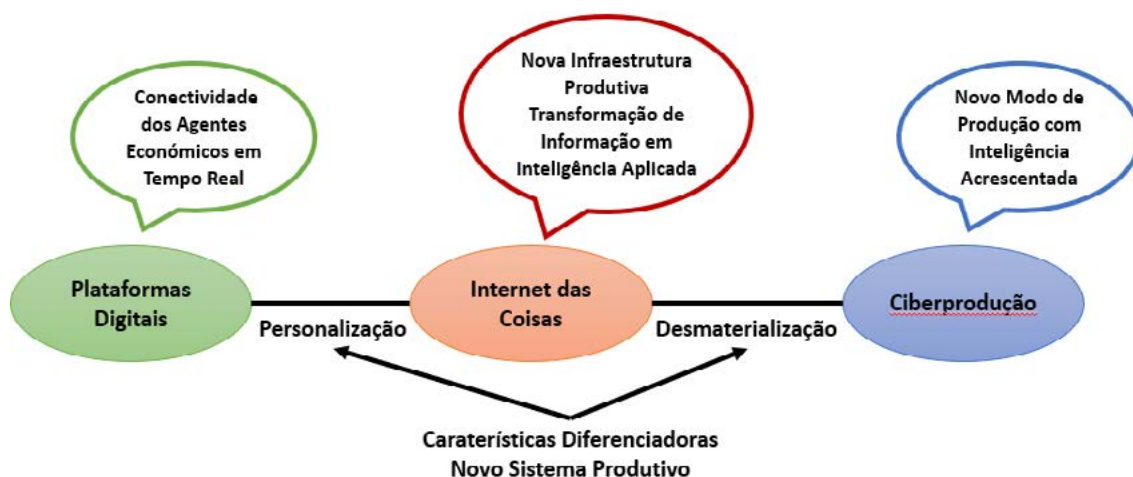 Conectividade
dos Agentes
Económicos em
Tempo Real
Nova Infraestrutura
Produtiva
Transformação de
Informação em
Inteligência Aplicada
Novo Modo de
Produção com
Inteligência
Acrescentada
Plataformas
Digitais
Internet das
Coisas
Ciberprodução
Personalização
Desmaterialização
Caraterísticas Diferenciadoras
Novo Sistema Produtivo